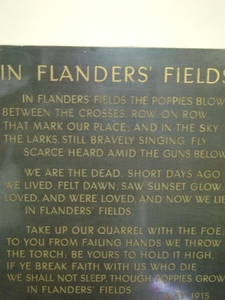 IN FLANDERS' FIELDS
IN FLANDERS' FIELDS THE POPPIES BLOW
BETWEEN THE CROSSES, ROW ON ROW
THAT MARK OUR PLACE; AND IN THE SKY
THE LARKS, STILL BRAVELY SINGING FLY
SCARCE HEARD AMID THE GUNS BELOW.
WE ARE THE DEAD. SHORT DAYS AGO
WE LIVED, FELT DAWN, SAW SUNSET GLOW,
LOVED, AND WERE LOVED, AND NOW WE LIE
IN FLANDERS' FIELDS.
TAKE UP OUR QUARREL WITH THE FOE:
TO YOU FROM FAILING HANDS WE THROW
THE TORCH; BE YOURS TO HOLD IT HIGH.
IF YE BREAK FAITH WITH US WHO DIE
WE SHALL NOT SLEEP, THOUGH POPPIES GROW
IN FLANDERS' FIELDS.
1915